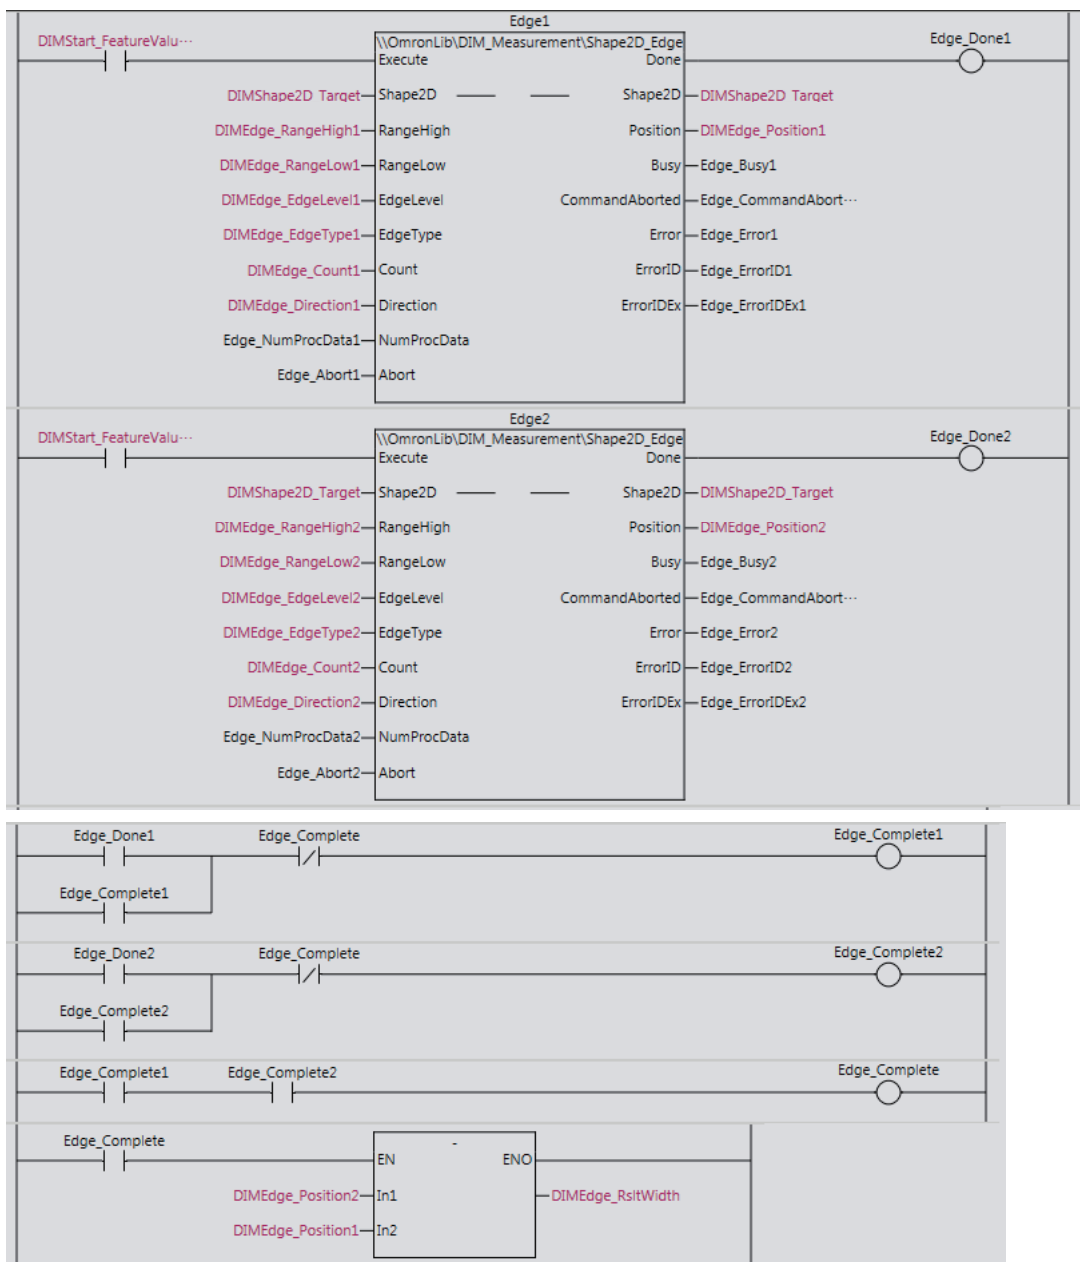 Edge1
DIMStart_FeatureValu··· \\OmronLib\DIM_Measurement\Shape2D_Edge Edge_Done1
Execute Done
DIMShape2D_Target Shape2D Shape2D DIMShape2D_Target
DIMEdge_RangeHigh1 RangeHigh Position DIMEdge_Position1
DIMEdge_RangeLow1 RangeLow Busy Edge_Busy1
DIMEdge_EdgeLevel1 EdgeLevel CommandAborted Edge_CommandAbort···
DIMEdge_EdgeType1 EdgeType Error Edge_Error1
DIMEdge_Count1 Count ErrorID Edge_ErrorID1
DIMEdge_Direction1 Direction ErrorIDEx Edge_ErrorIDEx1
Edge_NumProcData1 NumProcData
Edge_Abort1 Abort
Edge2
DIMStart_FeatureValu··· \\OmronLib\DIM_Measurement\Shape2D_Edge Edge_Done2
Execute Done
DIMShape2D_Target Shape2D Shape2D DIMShape2D_Target
DIMEdge_RangeHigh2 RangeHigh Position DIMEdge_Position2
DIMEdge_RangeLow2 RangeLow Busy Edge_Busy2
DIMEdge_EdgeLevel2 EdgeLevel CommandAborted Edge_CommandAbort···
DIMEdge_EdgeType2 EdgeType Error Edge_Error2
DIMEdge_Count2 Count ErrorID Edge_ErrorID2
DIMEdge_Direction2 Direction ErrorIDEx Edge_ErrorIDEx2
Edge_NumProcData2 NumProcData
Edge_Abort2 Abort
Edge_Done1 Edge_Complete Edge_Complete1
Edge_Complete1
Edge_Done2 Edge_Complete Edge_Complete2
Edge_Complete2
Edge_Complete1 Edge_Complete2 Edge_Complete
Edge_Complete -
EN ENO
DIMEdge_Position2 In1 DIMEdge_RsltWidth
DIMEdge_Position1 In2